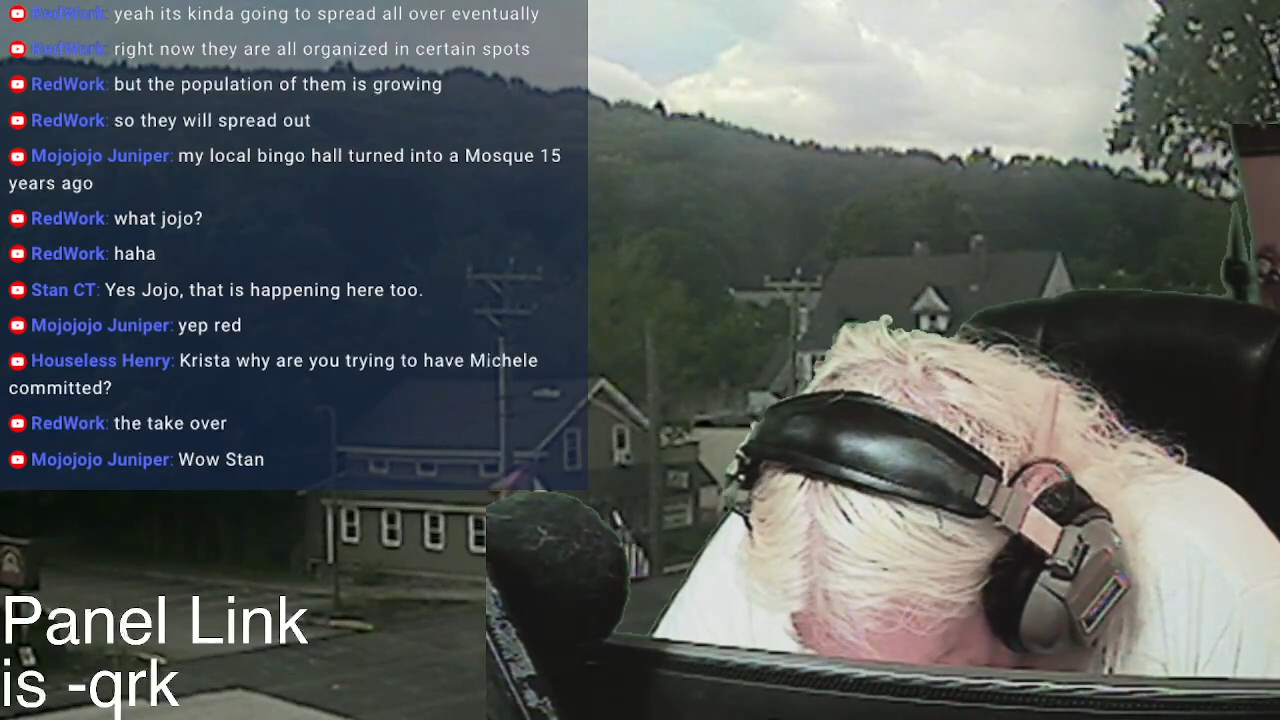 RedWork: yeah its kinda going to spread all over eventually
RedWork: right now they are all organized in certain spots
RedWork: but the population of them is growing
RedWork: so they will spread out
Mojojojo Juniper: my local bingo hall turned into a Mosque 15
years ago
RedWork: what jojo?
RedWork: haha
Stan CT: Yes Jojo, that is happening here too.
Mojojojo Juniper: yep red
Houseless Henry: Krista why are you trying to have Michele
committed?
RedWork: the take over
Mojojojo Juniper: Wow Stan
Panel Link
is -qrk